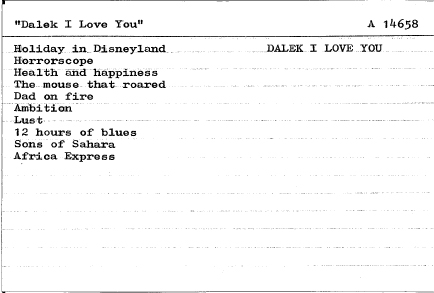 "Dalek I Love You" A 14658
Holiday in Disneyland DALEK I LOVE YOU
Horrorscope
Health and happiness
The mouse that roared
Dad on fire
Ambition
Lust
12 hours of blues
Sons of Sahara
Africa Express